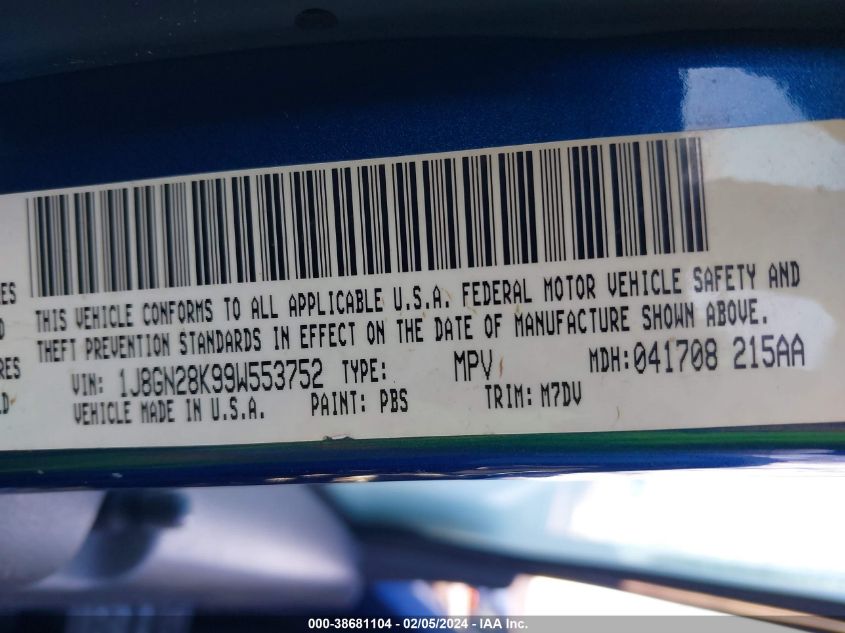 ES
THIS VEHICLE CONFORMS TO ALL APPLICABLE U.S.A. FEDERAL MOTOR VEHICLE SAFETY AND
THEFT PREVENTION STANDARDS IN EFFECT ON THE DATE OF MANUFACTURE SHOWN ABOVE.
RES
VIN: 1J8GN28K99W553752 TYPE: MPV MDH: 041708 215AA
VEHICLE MADE IN U.S.A. PAINT: PBS TRIM: M7DV
000-38681104 - 02/05/2024 - IAA Inc.